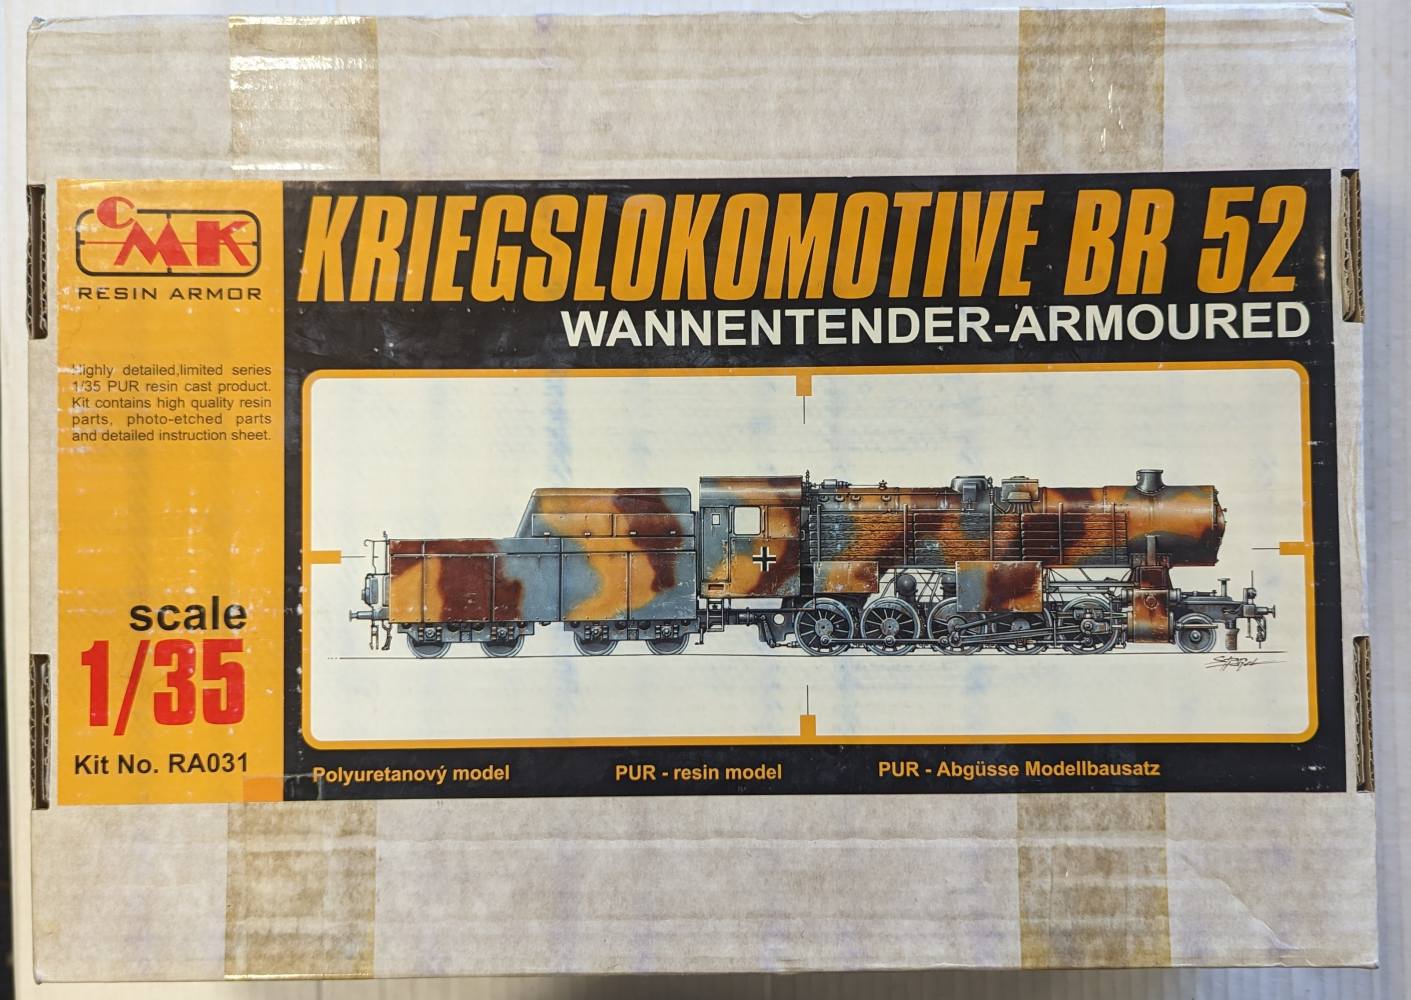 CMK
RESIN ARMOR
Highly detailed,limited series
1/35 PUR resin cast product.
Kit contains high quality resin
parts, photo-etched parts
and detailed instruction sheet.
scale
1/35
Kit No. RA031
KRIEGSLOKOMOTIVE BR 52
WANNENTENDER-ARMOURED
Polyuretanový model
PUR - resin model
PUR - Abgüsse Modellbausatz